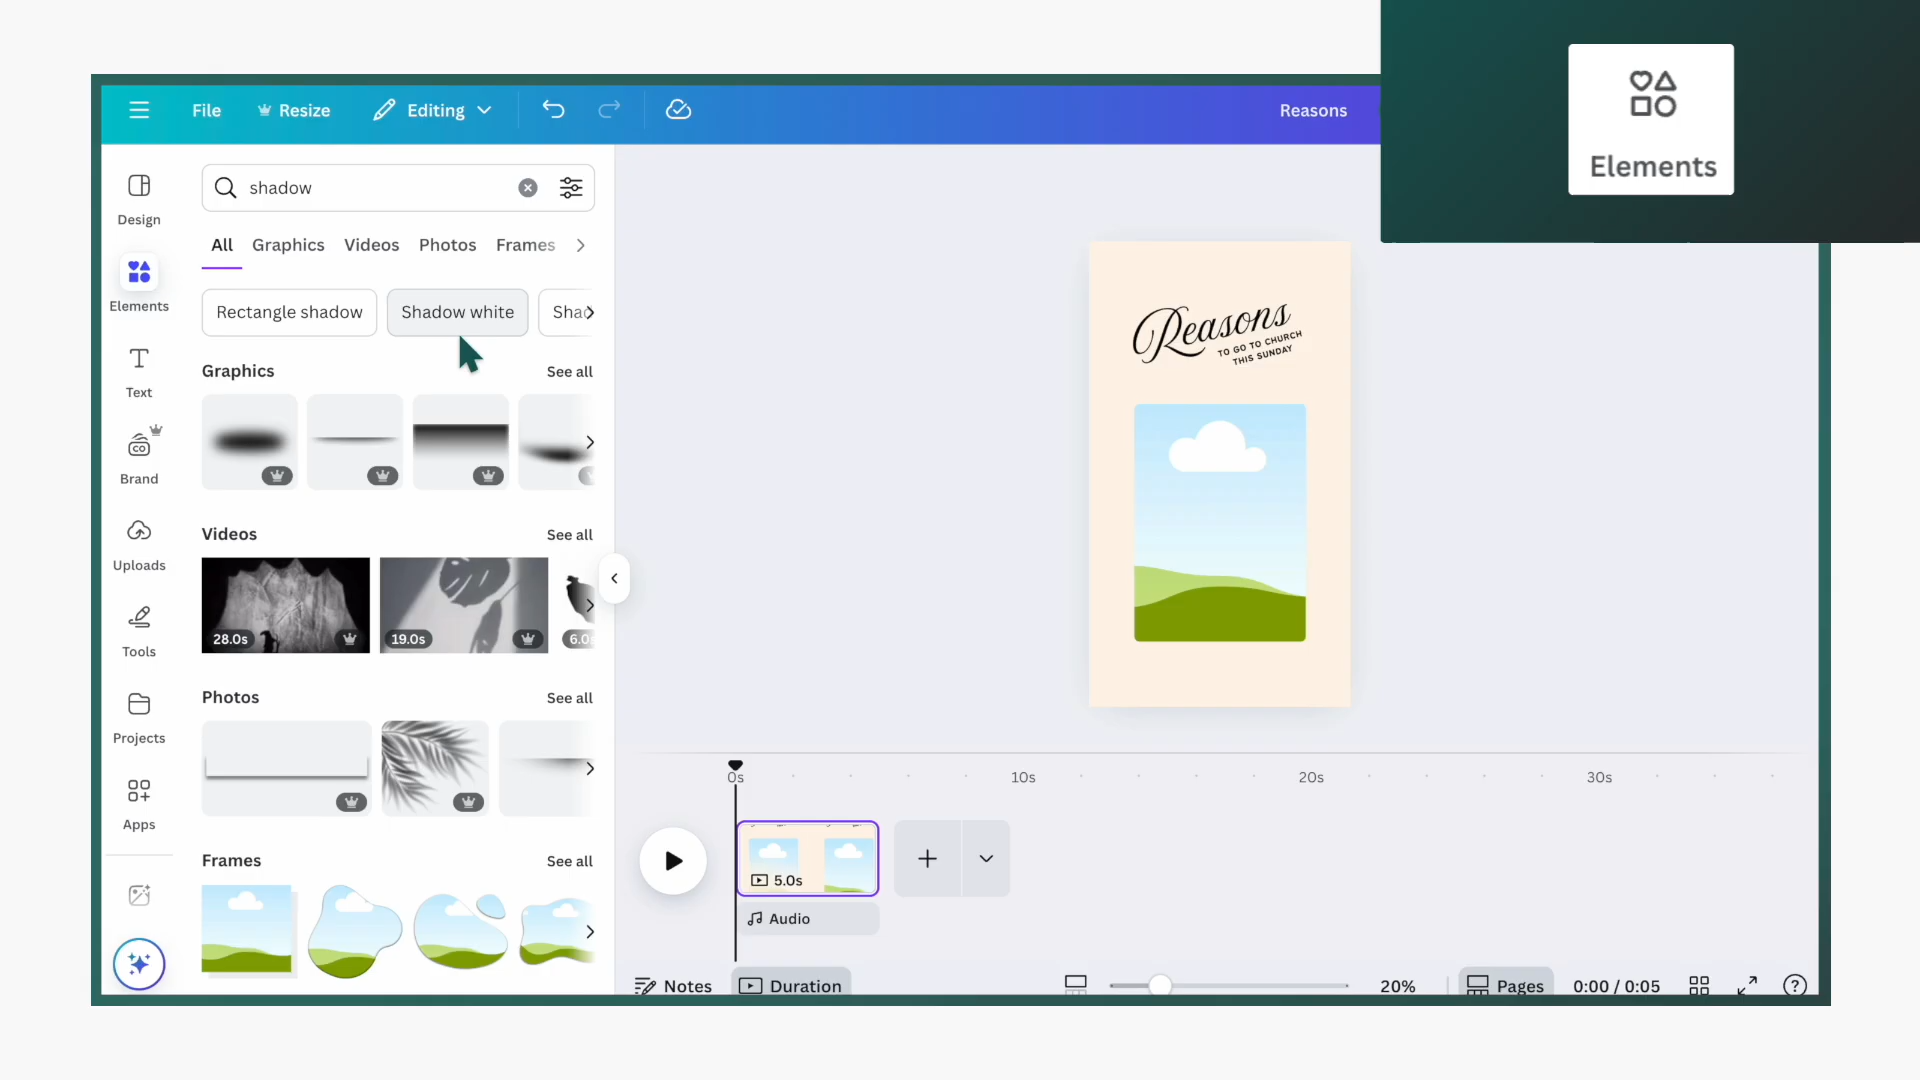 File
Resize
Editing
Reasons
Elements
Design
Elements
Text
Brand
Uploads
Tools
Projects
Apps
shadow
All
Graphics
Videos
Photos
Frames
Rectangle shadow
Shadow white
Graphics
See all
Videos
See all
28.0s
19.0s
Photos
See all
Frames
See all
Reasons
TO GO TO CHURCH
THIS SUNDAY
0s
10s
20s
30s
5.0s
Audio
Notes
Duration
20%
Pages
0:00 / 0:05